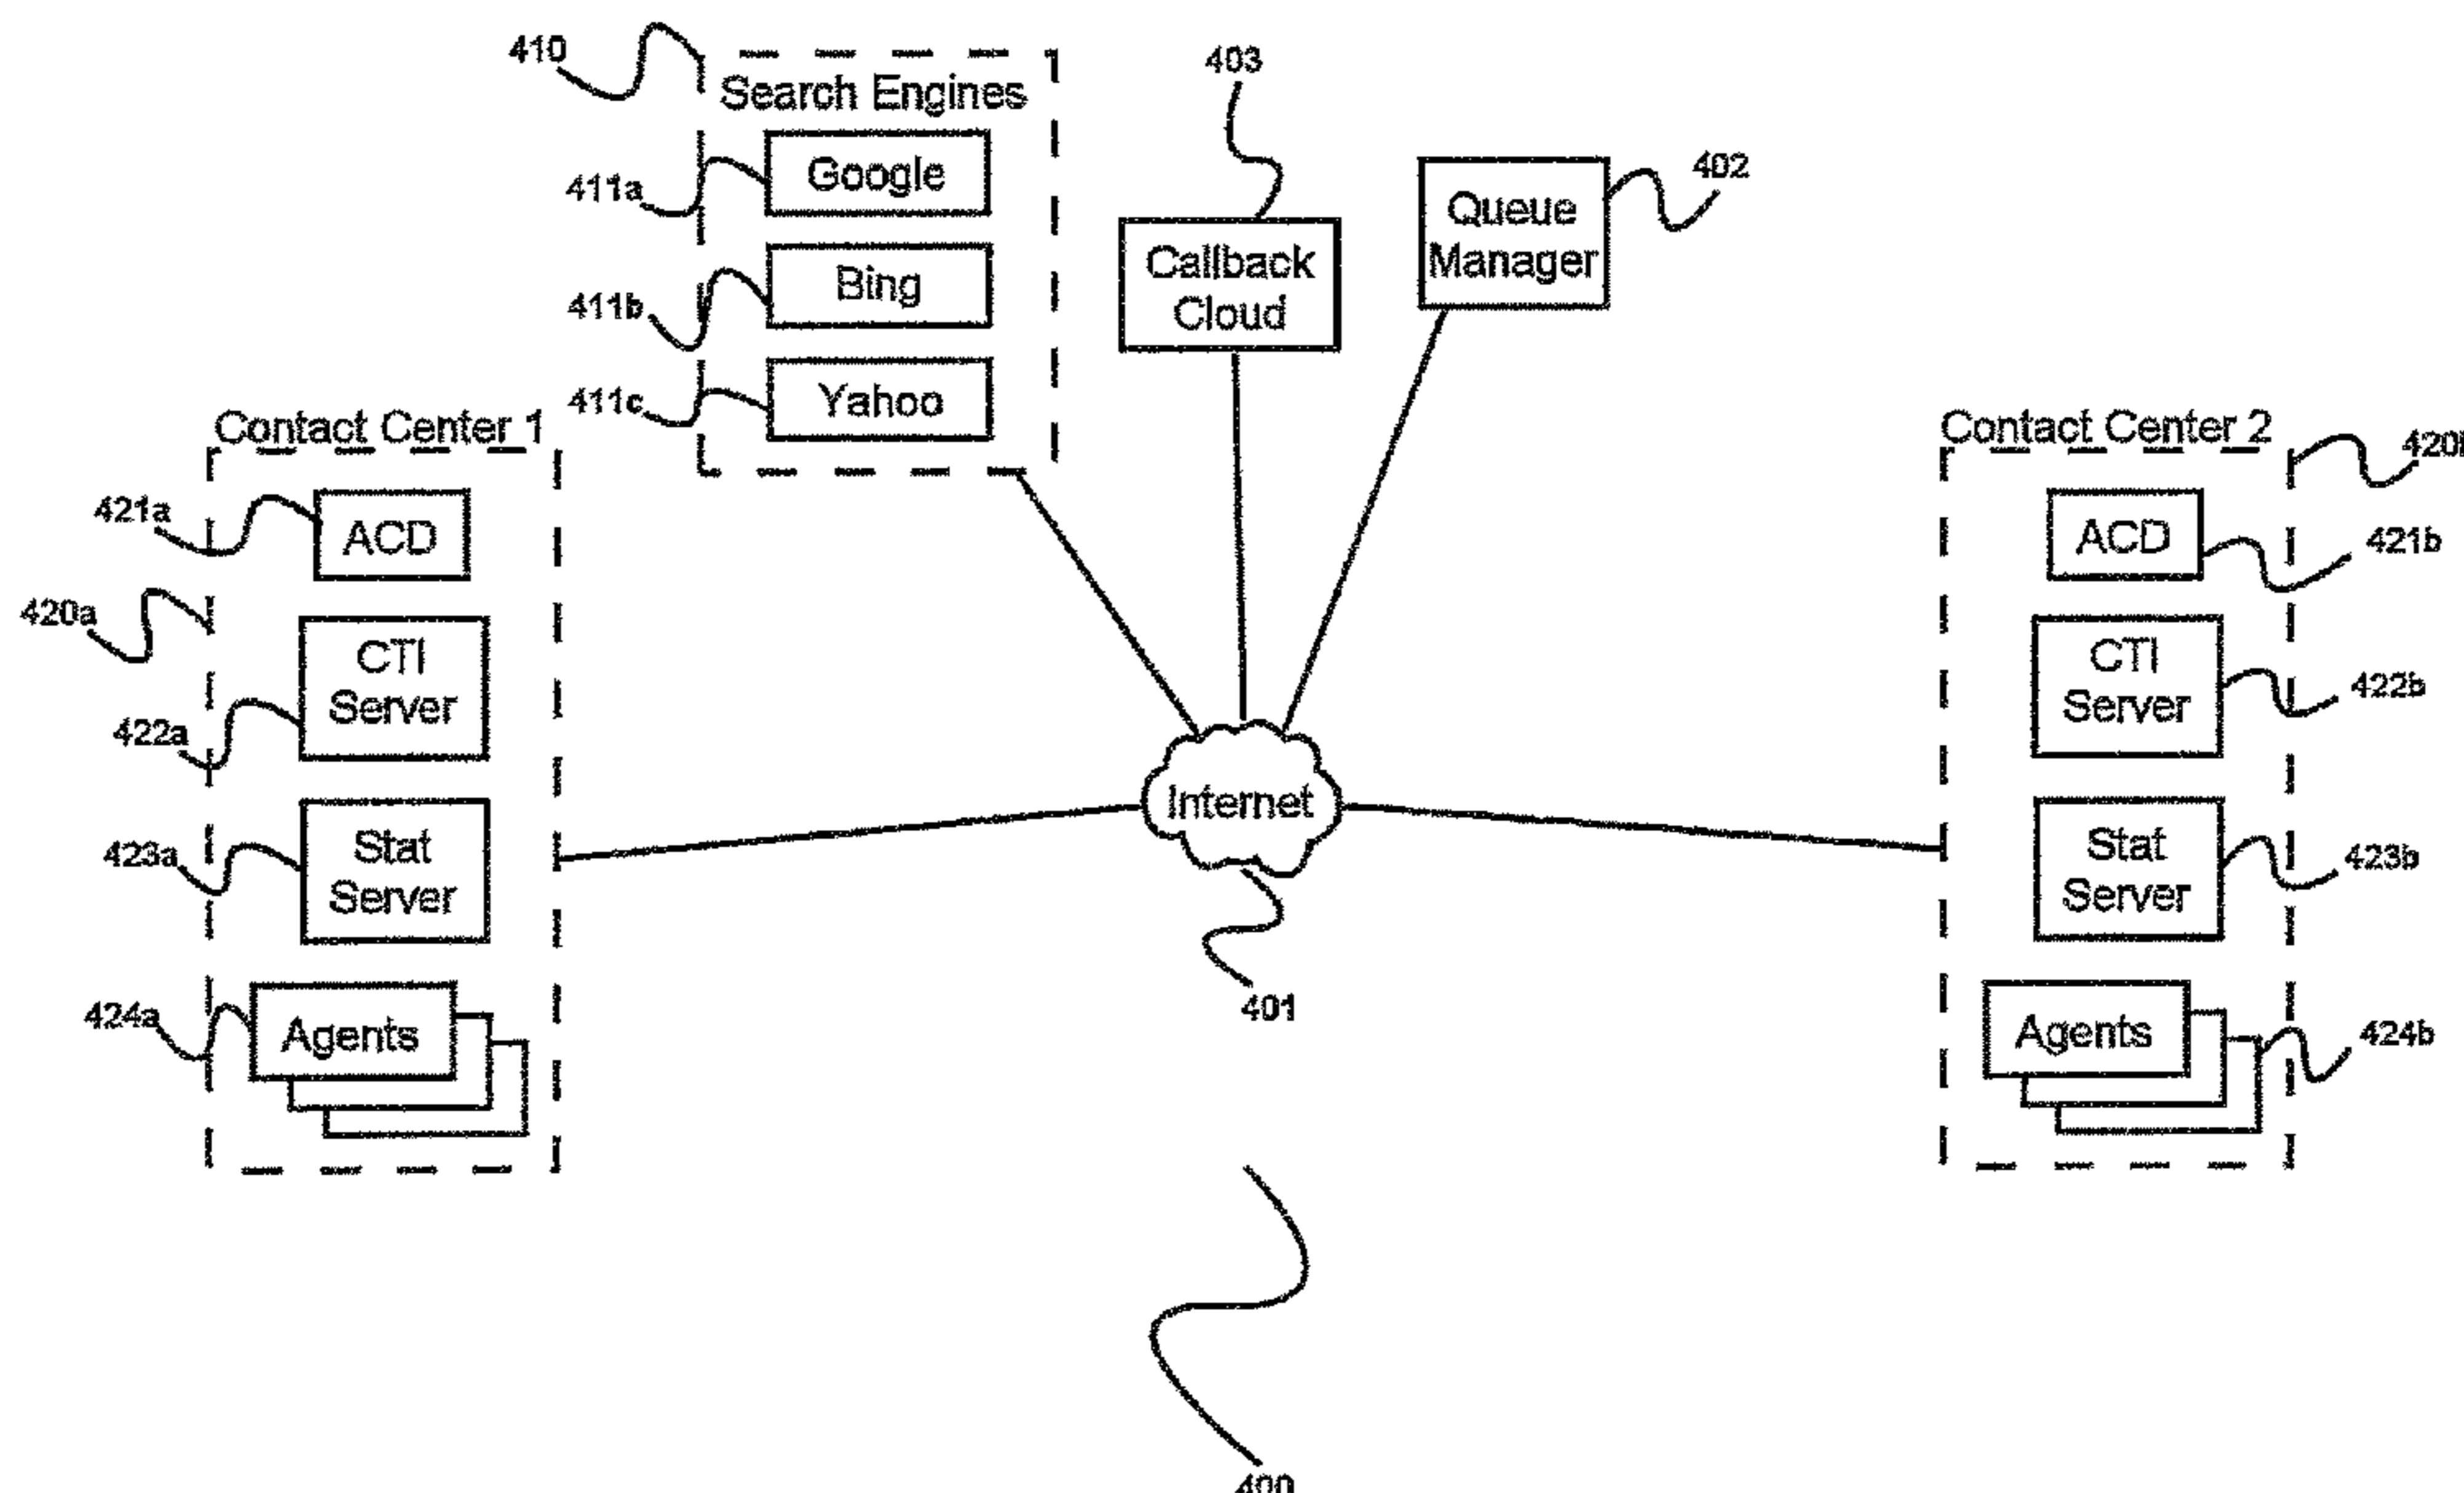 410
Search Engines
411a
Google
411b
Bing
411c
Yahoo
403
Callback
Cloud
402
Queue
Manager
Contact Center 1
421a
ACD
420a
CTI
Server
422a
Stat
Server
423a
424a
Agents
Internet
401
Contact Center 2
420b
ACD
421b
CTI
Server
422b
Stat
Server
423b
Agents
424b
400